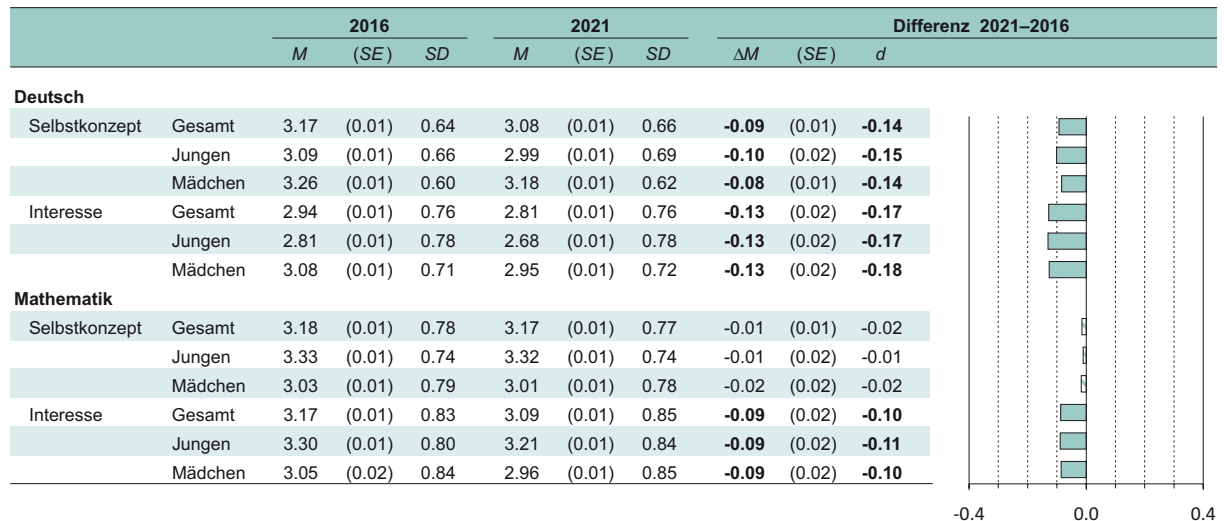 2016 2021 Differenz 2021–2016
M (SE) SD M (SE) SD ΔM (SE) d
Deutsch
Selbstkonzept Gesamt 3.17 (0.01) 0.64 3.08 (0.01) 0.66 -0.09 (0.01) -0.14
Jungen 3.09 (0.01) 0.66 2.99 (0.01) 0.69 -0.10 (0.02) -0.15
Mädchen 3.26 (0.01) 0.60 3.18 (0.01) 0.62 -0.08 (0.01) -0.14
Interesse Gesamt 2.94 (0.01) 0.76 2.81 (0.01) 0.76 -0.13 (0.02) -0.17
Jungen 2.81 (0.01) 0.78 2.68 (0.01) 0.78 -0.13 (0.02) -0.17
Mädchen 3.08 (0.01) 0.71 2.95 (0.01) 0.72 -0.13 (0.02) -0.18
Mathematik
Selbstkonzept Gesamt 3.18 (0.01) 0.78 3.17 (0.01) 0.77 -0.01 (0.01) -0.02
Jungen 3.33 (0.01) 0.74 3.32 (0.01) 0.74 -0.01 (0.02) -0.01
Mädchen 3.03 (0.01) 0.79 3.01 (0.01) 0.78 -0.02 (0.02) -0.02
Interesse Gesamt 3.17 (0.01) 0.83 3.09 (0.01) 0.85 -0.09 (0.02) -0.10
Jungen 3.30 (0.01) 0.80 3.21 (0.01) 0.84 -0.09 (0.02) -0.11
Mädchen 3.05 (0.02) 0.84 2.96 (0.01) 0.85 -0.09 (0.02) -0.10
-0.4 0.0 0.4